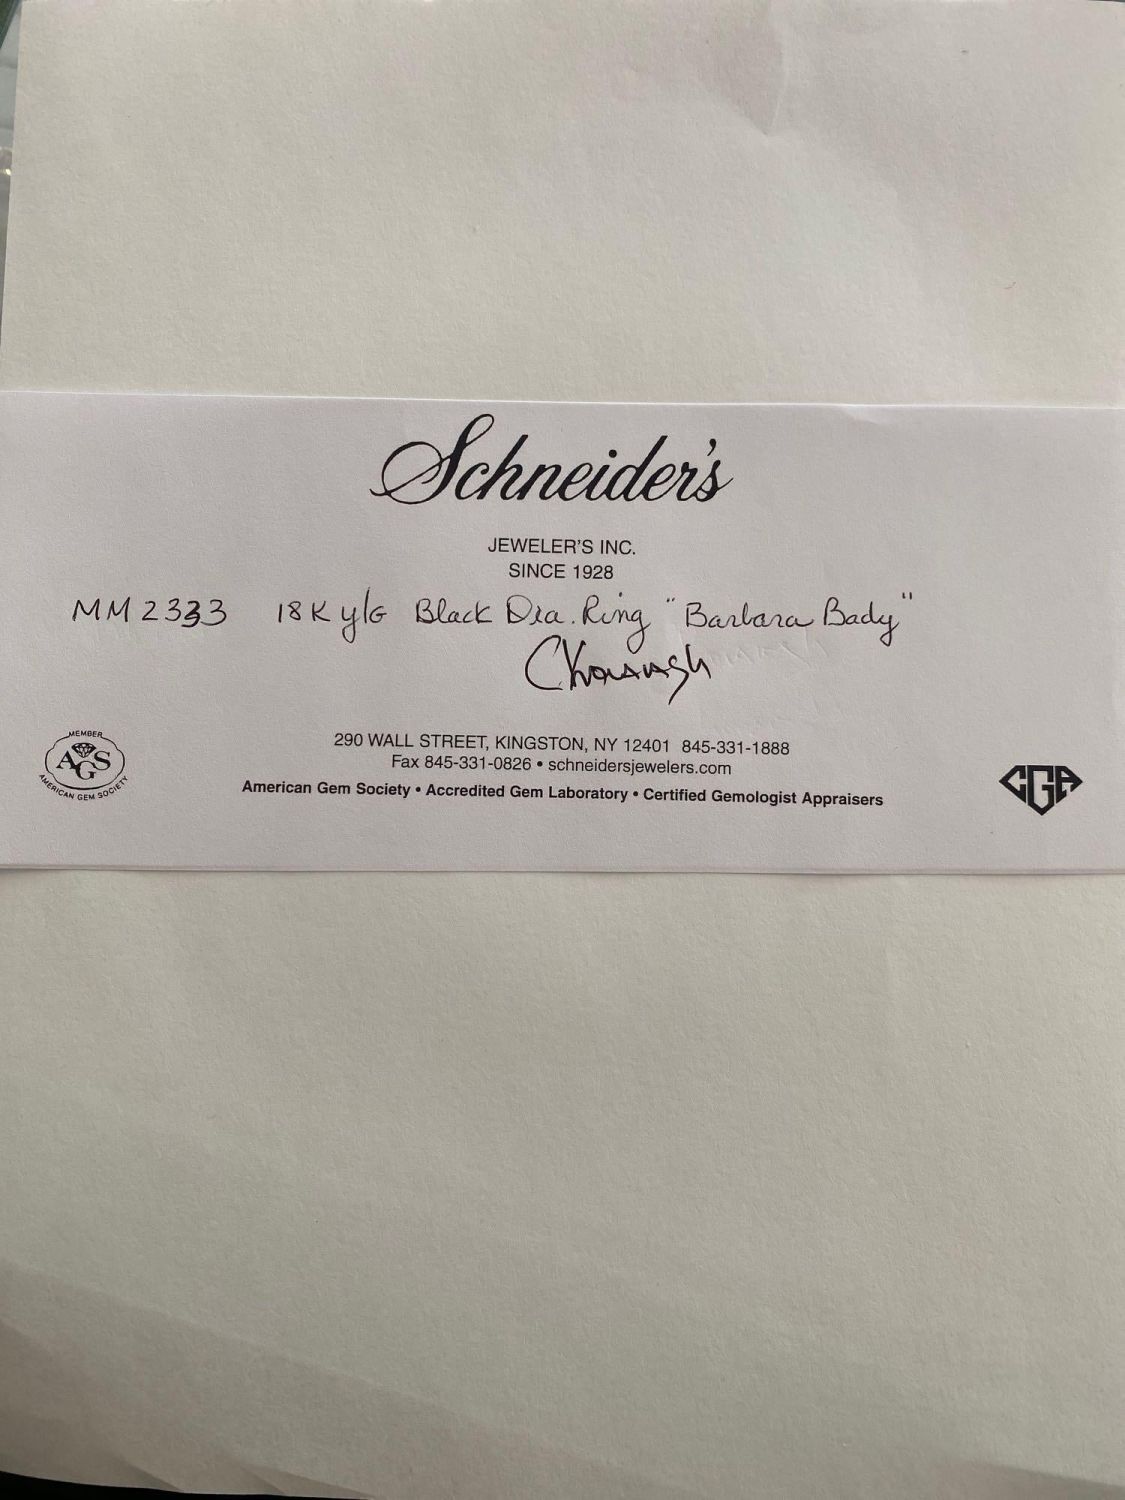 Schneider's
JEWELER'S INC.
SINCE 1928
MM2333 18K y/G Black Dia. Ring "Barbara Bady"
CKavanagh
290 WALL STREET, KINGSTON, NY 12401 845-331-1888
Fax 845-331-0826 • schneidersjewelers.com
American Gem Society • Accredited Gem Laboratory • Certified Gemologist Appraisers
MEMBER
AGS
AMERICAN GEM SOCIETY
CGA